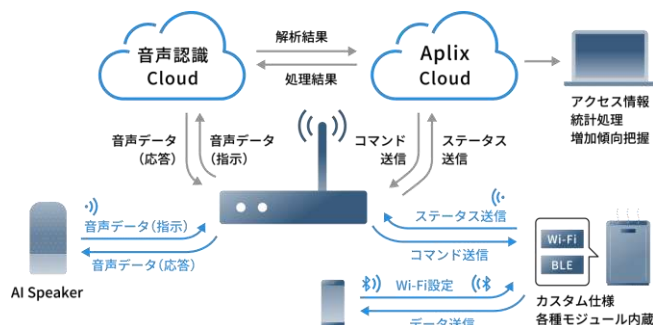 音声認識
Cloud
解析結果
処理結果
Aplix
Cloud
アクセス情報
統計処理
増加傾向把握
音声データ
(応答)
音声データ
(指示)
コマンド
送信
ステータス
送信
音声データ(指示)
音声データ(応答)
AI Speaker
ステータス送信
コマンド送信
Wi-Fi
BLE
Wi-Fi設定
データ送信
カスタム仕様
各種モジュール内蔵